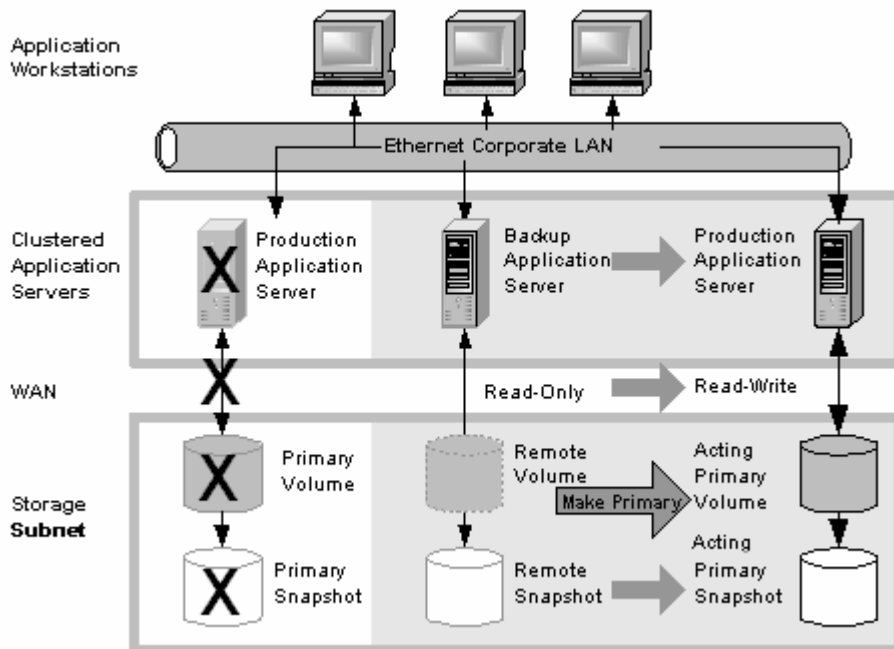 Application
Workstations
Ethernet Corporate LAN
Clustered
Application
Servers
Production
Application
Server
Backup
Application
Server
Production
Application
Server
WAN
Read-Only
Read-Write
Storage
Subnet
Primary
Volume
Remote
Volume
Make Primary
Acting
Primary
Volume
Primary
Snapshot
Remote
Snapshot
Acting
Primary
Snapshot